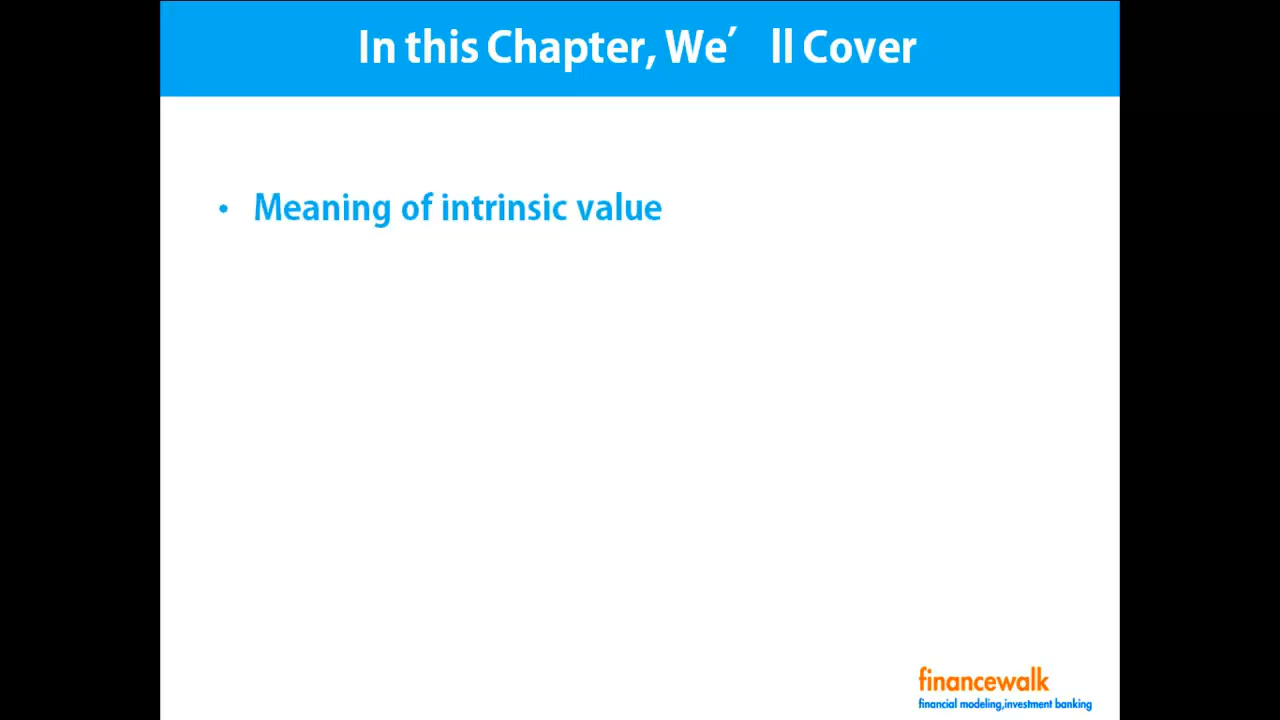 In this Chapter, We’ ll Cover
• Meaning of intrinsic value
financewalk
financial modeling,investment banking